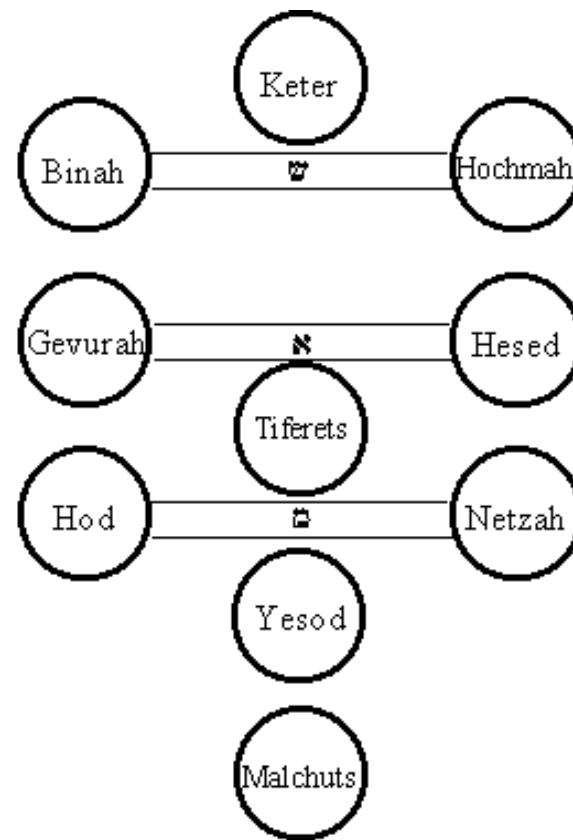 Keter
Binah ש Hochmah
Gevurah א Hesed
Tiferets
Hod מ Netzah
Yesod
Malchuts